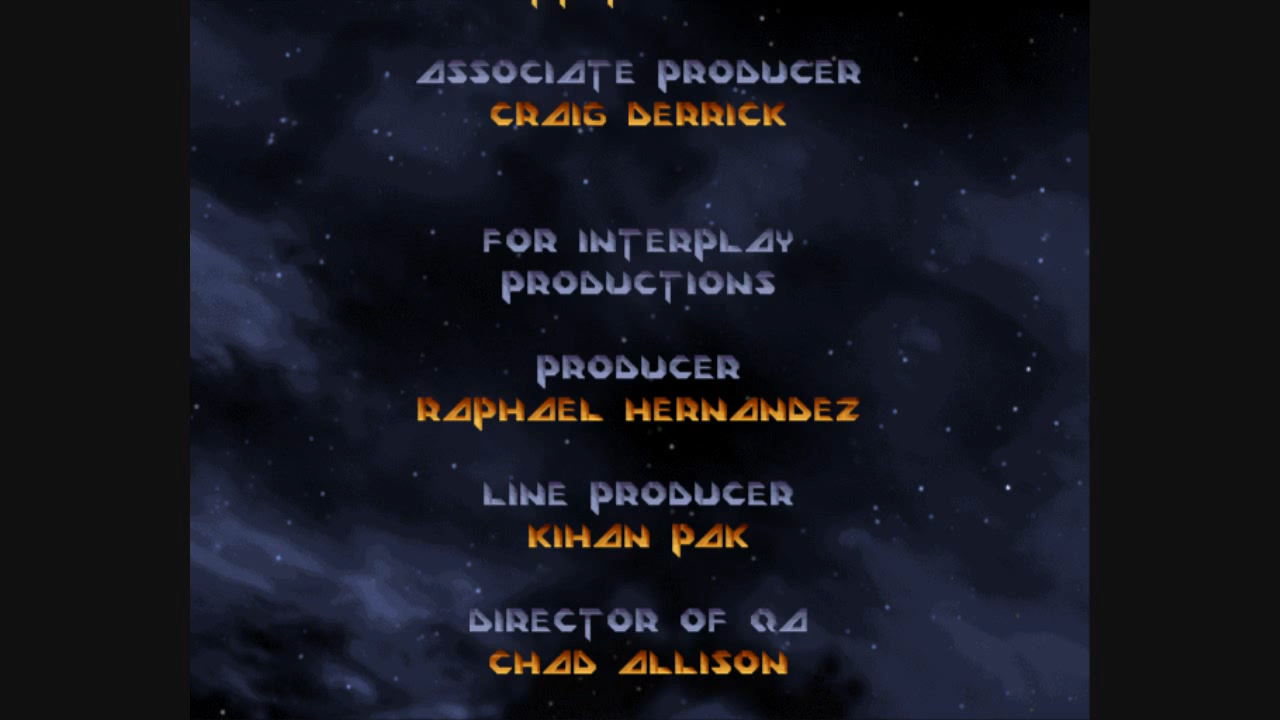 ASSOCIATE PRODUCER
CRAIG DERRICK
FOR INTERPLAY
PRODUCTIONS
PRODUCER
RAPHAEL HERNANDEZ
LINE PRODUCER
KIHAN PAK
DIRECTOR OF QA
CHAD ALLISON